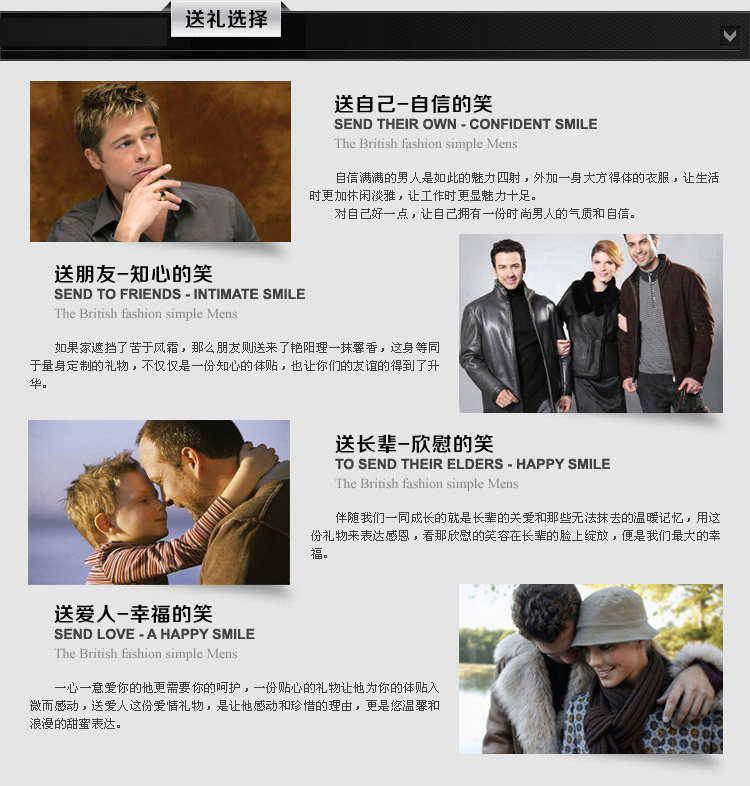 送礼选择
送自己-自信的笑
SEND THEIR OWN - CONFIDENT SMILE
The British fashion simple Mens
自信满满的男人是如此的魅力四射，外加一身大方得体的衣服，让生活
时更加休闲淡雅，让工作时更显魅力十足。
对自己好一点，让自己拥有一份时尚男人的气质和自信。
送朋友-知心的笑
SEND TO FRIENDS - INTIMATE SMILE
The British fashion simple Mens
如果家遮挡了苦于风霜，那么朋友则送来了艳阳理一抹馨香，这身等同
于量身定制的礼物，不仅仅是一份知心的体贴，也让你们的友谊的得到了升
华。
送长辈-欣慰的笑
TO SEND THEIR ELDERS - HAPPY SMILE
The British fashion simple Mens
伴随我们一同成长的就是长辈的关爱和那些无法抹去的温暖记忆，用这
份礼物来表达感恩，看那欣慰的笑容在长辈的脸上绽放，便是我们最大的幸
福。
送爱人-幸福的笑
SEND LOVE - A HAPPY SMILE
The British fashion simple Mens
一心一意爱你的他更需要你的呵护，一份贴心的礼物让他为你的体贴入
微而感动，送爱人这份爱情礼物，是让他感动和珍惜的理由，更是您温馨和
浪漫的甜蜜表达。